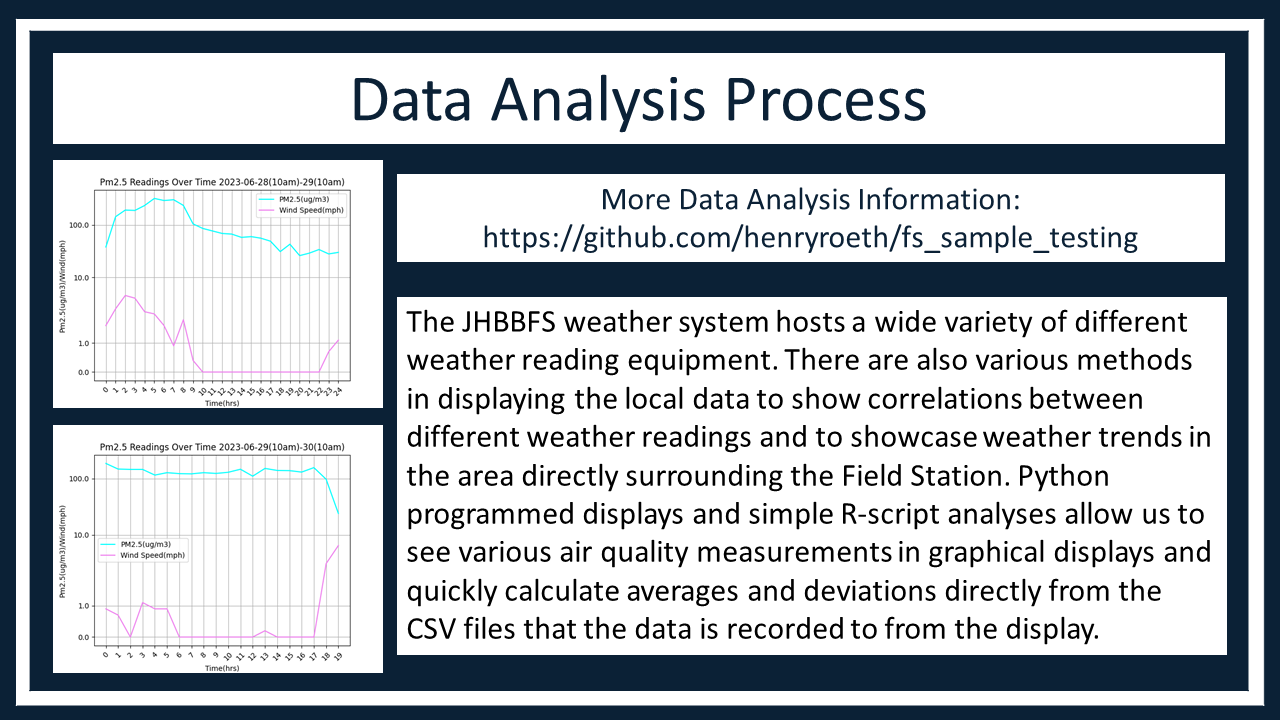 Data Analysis Process
Pm2.5 Readings Over Time 2023-06-28(10am)-29(10am)
PM2.5(ug/m3)
Wind Speed(mph)
Pm2.5(ug/m3)/Wind(mph)
100.0
10.0
1.0
0.0
0 1 2 3 4 5 6 7 8 9 10 11 12 13 14 15 16 17 18 19 20 21 22 23 24
Time(hrs)
Pm2.5 Readings Over Time 2023-06-29(10am)-30(10am)
100.0
10.0
PM2.5(ug/m3)
Wind Speed(mph)
Pm2.5(ug/m3)/Wind(mph)
1.0
0.0
0 1 2 3 4 5 6 7 8 9 10 11 12 13 14 15 16 17 18 19
Time(hrs)
More Data Analysis Information:
https://github.com/henryroeth/fs_sample_testing
The JHBBFS weather system hosts a wide variety of different
weather reading equipment. There are also various methods
in displaying the local data to show correlations between
different weather readings and to showcase weather trends in
the area directly surrounding the Field Station. Python
programmed displays and simple R-script analyses allow us to
see various air quality measurements in graphical displays and
quickly calculate averages and deviations directly from the
CSV files that the data is recorded to from the display.